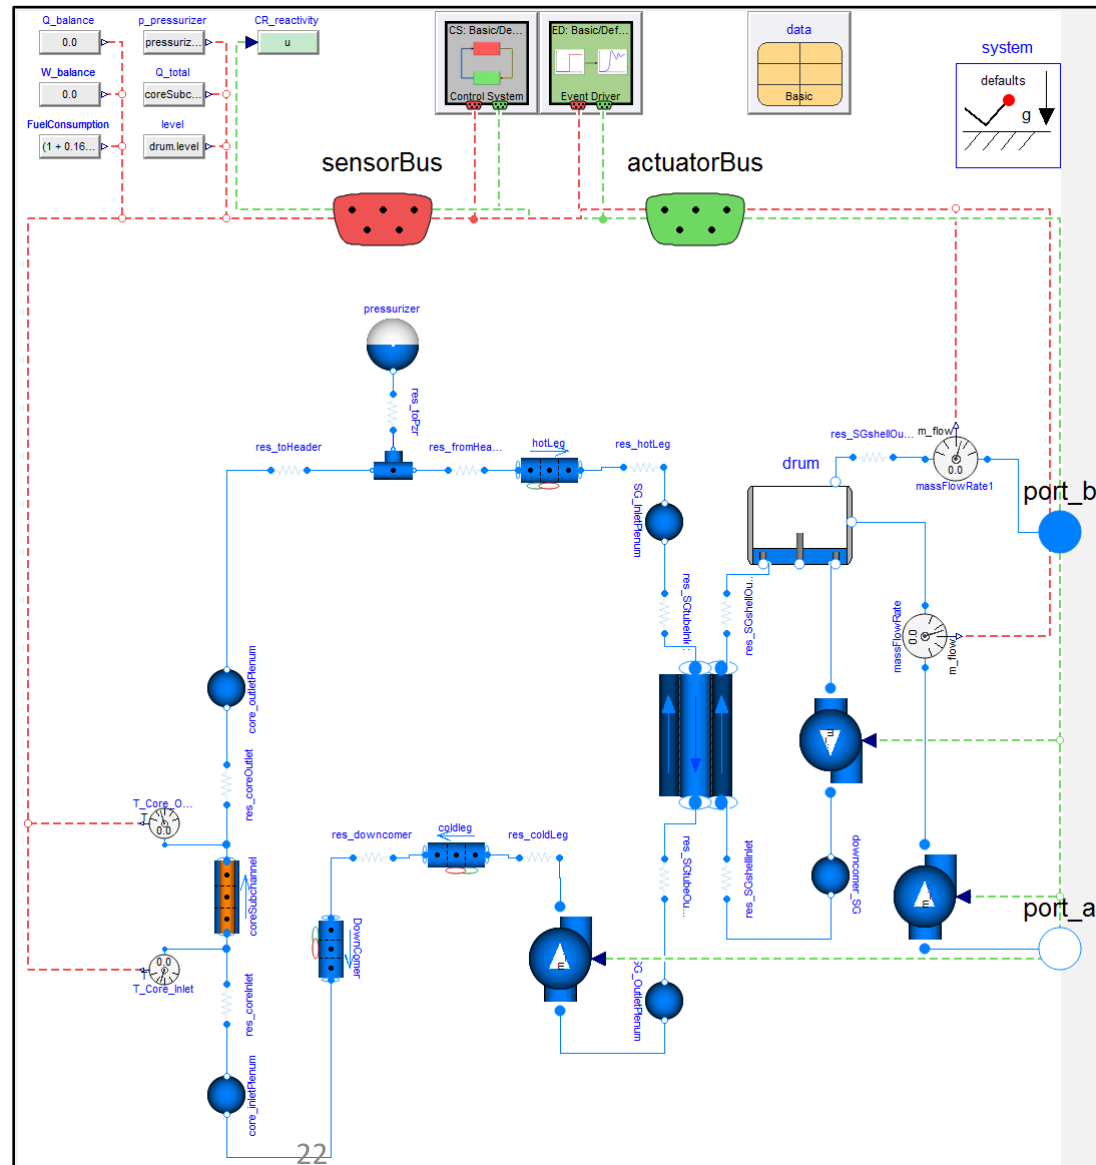 Q_balance
0.0
W_balance
0.0
FuelConsumption
(1 + 0.16...
p_pressurizer
pressuriz...
Q_total
coreSubc...
level
drum.level
CR_reactivity
u
CS: Basic/De...
Control System
ED: Basic/Def...
Event Driver
data
Basic
system
defaults
g
sensorBus
actuatorBus
pressurizer
res_toPzr
res_toHeader
res_fromHea...
hotLeg
res_hotLeg
SG_InletPlenum
res_SGshellOu...
m_flow
0.0
massFlowRate1
drum
port_b
res_SGshellOu...
massFlowRate
0.0
m_flow
core_outletPlenum
res_coreOutlet
T_Core_O...
T
0.0
coreSubchannel
0.0
T
T_Core_Inlet
res_coreInlet
core_inletPlenum
res_downcomer
coldleg
res_coldLeg
DownComer
res_SGtubeOu...
res_SGshellInlet
downcomer_SG
SG_OutletPlenum
port_a
22